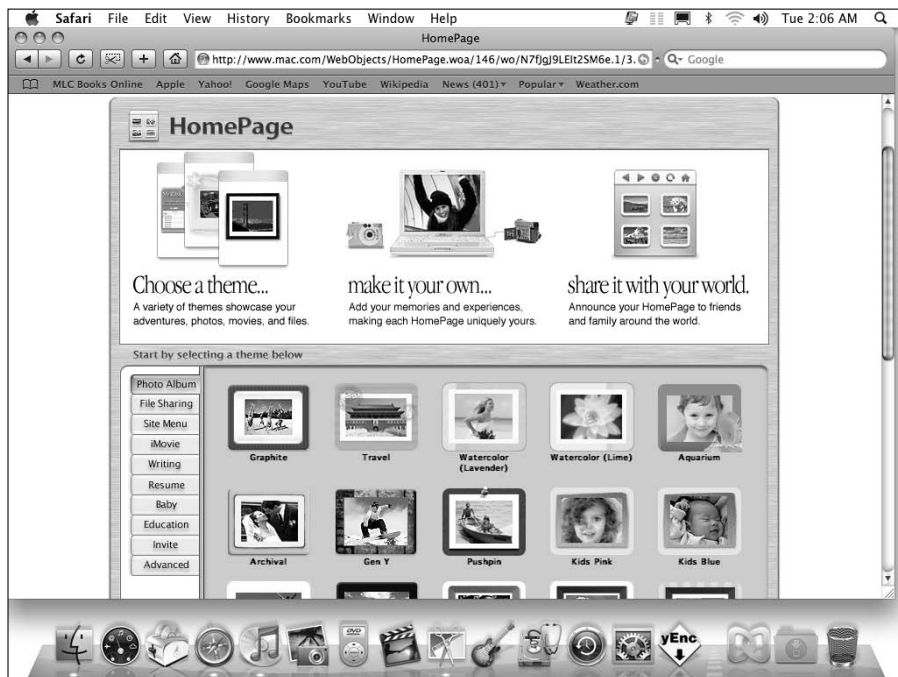 Safari File Edit View History Bookmarks Window Help Tue 2:06 AM
HomePage
http://www.mac.com/WebObjects/HomePage.woa/146/wo/N7fJgJ9LEIt2SM6e.1/3. Google
MLC Books Online Apple Yahoo! Google Maps YouTube Wikipedia News (401) Popular Weather.com
HomePage
Choose a theme...
A variety of themes showcase your
adventures, photos, movies, and files.
make it your own...
Add your memories and experiences,
making each HomePage uniquely yours.
share it with your world.
Announce your HomePage to friends
and family around the world.
Start by selecting a theme below
Photo Album
File Sharing
Site Menu
iMovie
Writing
Resume
Baby
Education
Invite
Advanced
Graphite Travel Watercolor Watercolor (Lime) Aquarium
(Lavender)
Archival Gen Y Pushpin Kids Pink Kids Blue
DVD
yEnc